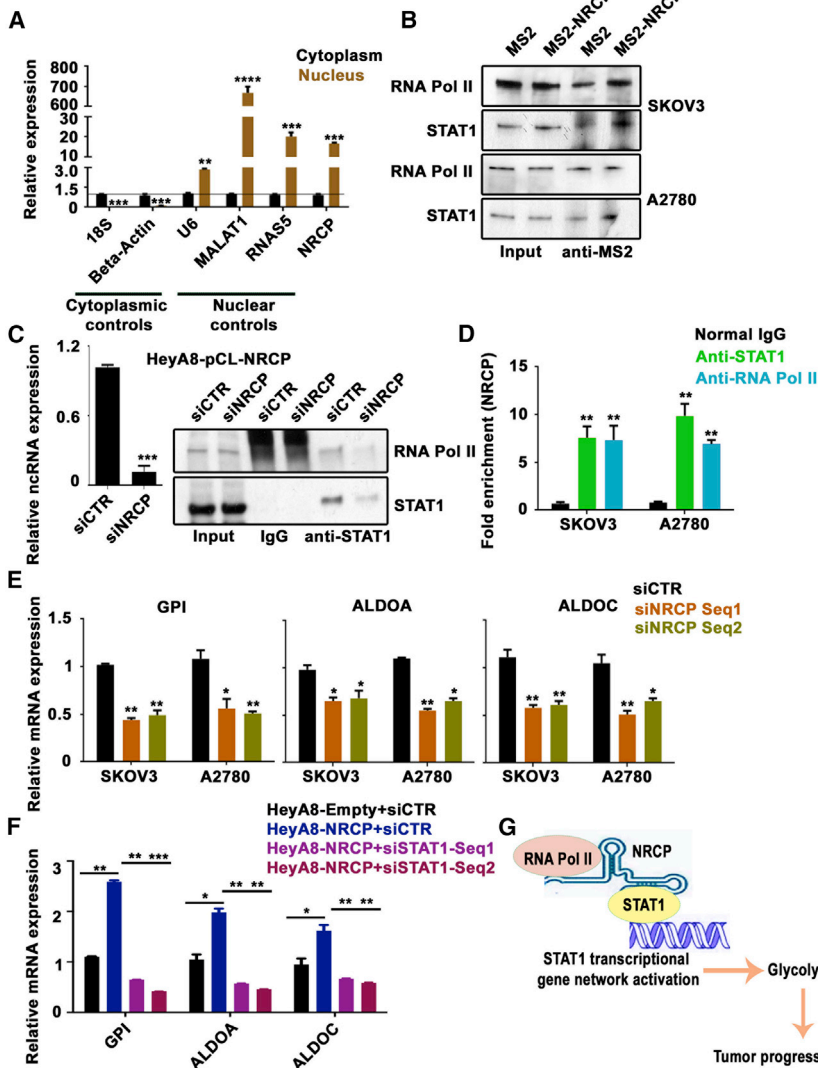 A
Cytoplasm
Nucleus
Relative expression
800
700
600
30
20
10
3.0
1.5
0
***
***
**
****
***
***
18S
Beta-Actin
U6
MALAT1
RNAS5
NRCP
Cytoplasmic
controls
Nuclear
controls
B
MS2
MS2-NRCP
MS2
MS2-NRCP
RNA Pol II
STAT1
SKOV3
RNA Pol II
STAT1
A2780
Input
anti-MS2
C
HeyA8-pCL-NRCP
Relative ncRNA expression
1.2
0.6
0
***
siCTR
siNRCP
siCTR
siNRCP
siCTR
siNRCP
siCTR
siNRCP
RNA Pol II
STAT1
Input
IgG
anti-STAT1
D
Normal IgG
Anti-STAT1
Anti-RNA Pol II
Fold enrichment (NRCP)
15
10
5
0
** **
**
**
SKOV3
A2780
E
siCTR
siNRCP Seq1
siNRCP Seq2
Relative mRNA expression
1.5
1
0.5
0
GPI
** **
* **
SKOV3
A2780
ALDOA
* *
** *
SKOV3
A2780
ALDOC
** **
** *
SKOV3
A2780
F
HeyA8-Empty+siCTR
HeyA8-NRCP+siCTR
HeyA8-NRCP+siSTAT1-Seq1
HeyA8-NRCP+siSTAT1-Seq2
Relative mRNA expression
3
2
1
0
** ** ***
* ** **
* ** **
GPI
ALDOA
ALDOC
G
RNA Pol II
NRCP
STAT1
STAT1 transcriptional
gene network activation
Glycoly
Tumor progress